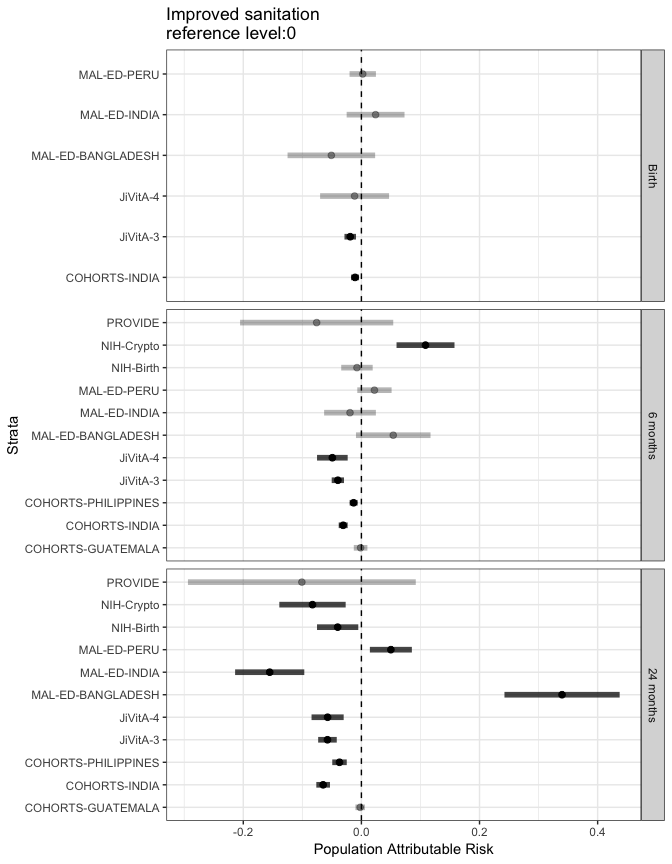 Improved sanitation
reference level:0
Strata
MAL-ED-PERU
MAL-ED-INDIA
MAL-ED-BANGLADESH
JiVitA-4
JiVitA-3
COHORTS-INDIA
Birth
PROVIDE
NIH-Crypto
NIH-Birth
MAL-ED-PERU
MAL-ED-INDIA
MAL-ED-BANGLADESH
JiVitA-4
JiVitA-3
COHORTS-PHILIPPINES
COHORTS-INDIA
COHORTS-GUATEMALA
6 months
PROVIDE
NIH-Crypto
NIH-Birth
MAL-ED-PERU
MAL-ED-INDIA
MAL-ED-BANGLADESH
JiVitA-4
JiVitA-3
COHORTS-PHILIPPINES
COHORTS-INDIA
COHORTS-GUATEMALA
24 months
-0.2 0.0 0.2 0.4
Population Attributable Risk